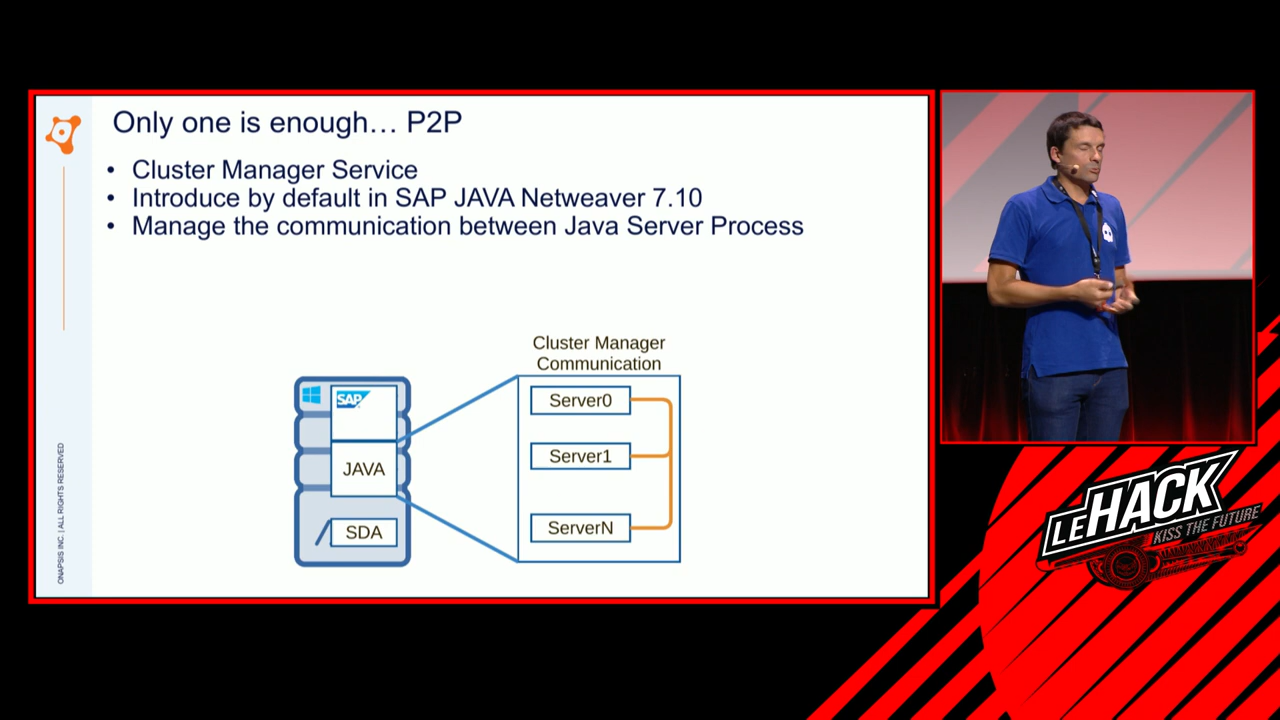 Only one is enough… P2P
• Cluster Manager Service
• Introduce by default in SAP JAVA Netweaver 7.10
• Manage the communication between Java Server Process
Cluster Manager
Communication
SAP
JAVA
SDA
Server0
Server1
ServerN
ONAPSIS INC. | ALL RIGHTS RESERVED
LEHACK
KISS THE FUTURE